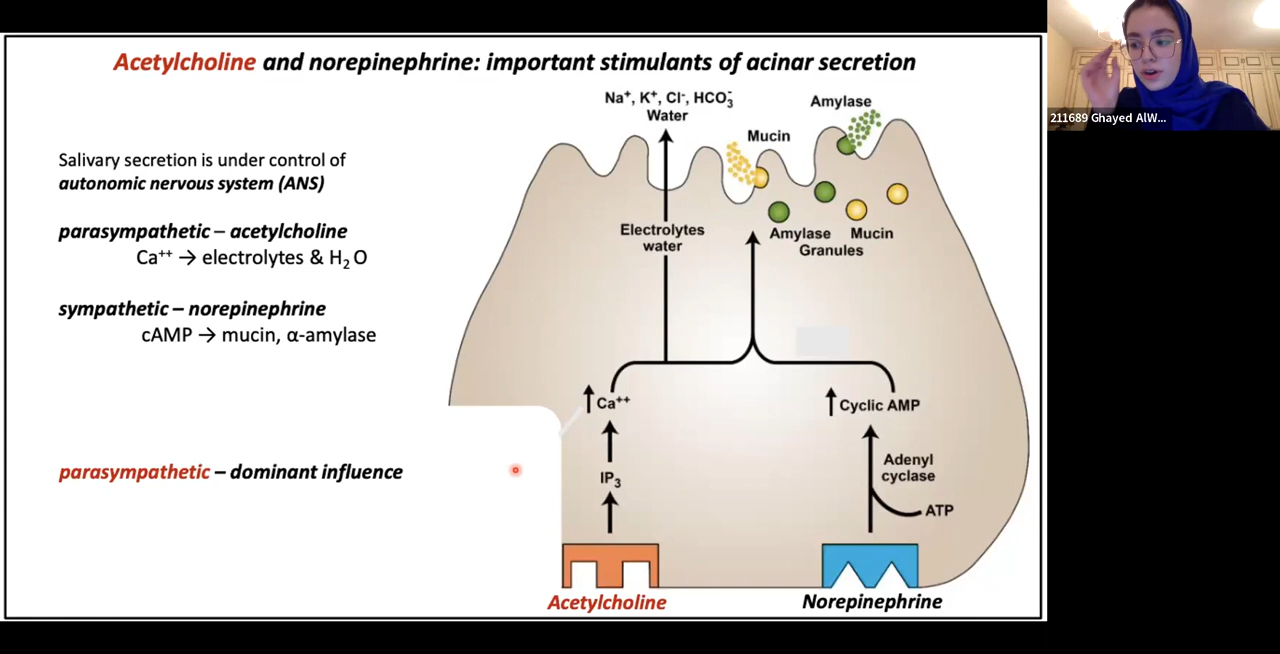 Acetylcholine and norepinephrine: important stimulants of acinar secretion
Salivary secretion is under control of
autonomic nervous system (ANS)
parasympathetic – acetylcholine
Ca⁺⁺ → electrolytes & H₂O
sympathetic – norepinephrine
cAMP → mucin, α-amylase
parasympathetic – dominant influence
Na⁺, K⁺, Cl⁻, HCO₃⁻
Water
Mucin
Amylase
Electrolytes
water
Amylase Mucin
Granules
↑ Ca⁺⁺
↑ Cyclic AMP
IP₃
Adenyl
cyclase
ATP
Acetylcholine
Norepinephrine
211689 Ghayed AlW...